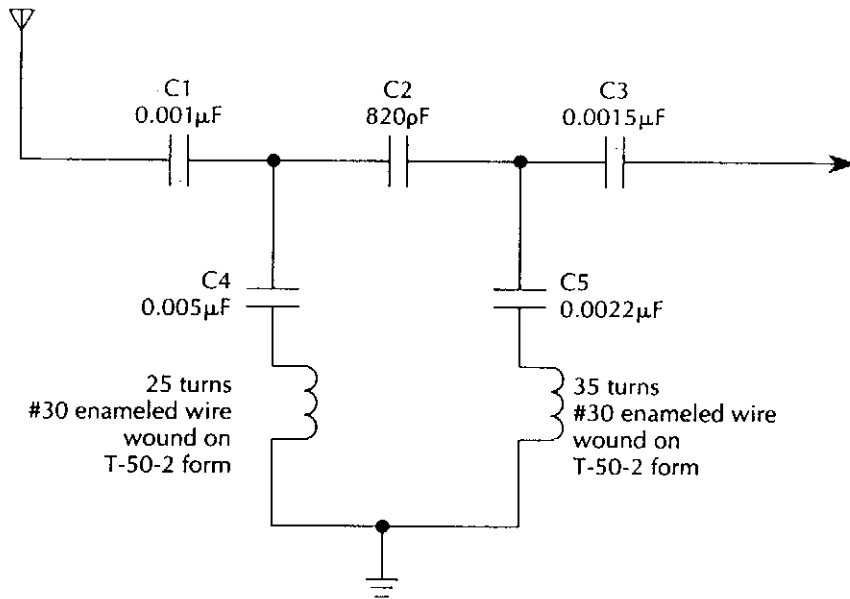 C1
0.001μF
C2
820ρF
C3
0.0015μF
C4
0.005μF
C5
0.0022μF
25 turns
#30 enameled wire
wound on
T-50-2 form
35 turns
#30 enameled wire
wound on
T-50-2 form